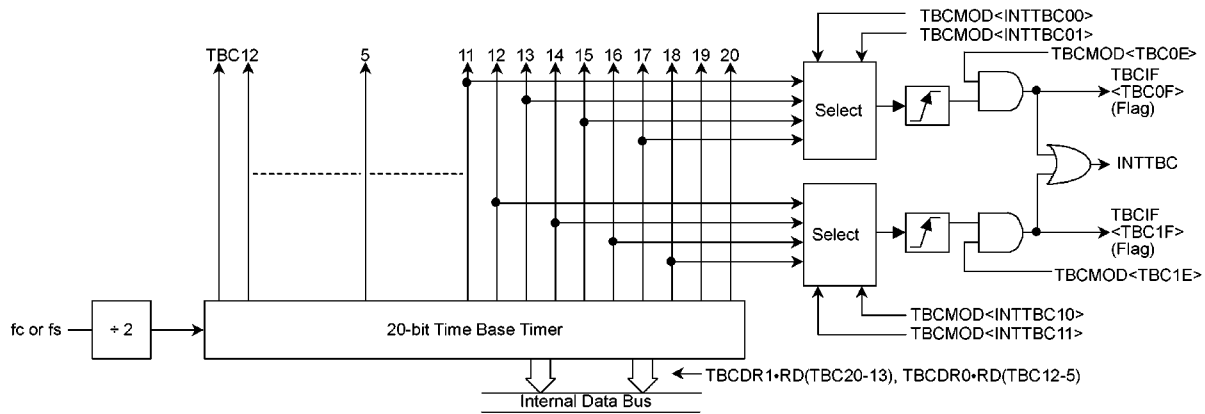 TBCMOD<INTTBC00>
TBCMOD<INTTBC01>
TBCMOD<TBC0E>
TBC12 5 11 12 13 14 15 16 17 18 19 20
TBCIF
<TBC0F>
(Flag)
Select
INTTBC
Select
TBCIF
<TBC1F>
(Flag)
TBCMOD<TBC1E>
TBCMOD<INTTBC10>
TBCMOD<INTTBC11>
fc or fs
÷ 2
20-bit Time Base Timer
TBCDR1•RD(TBC20-13), TBCDR0•RD(TBC12-5)
Internal Data Bus